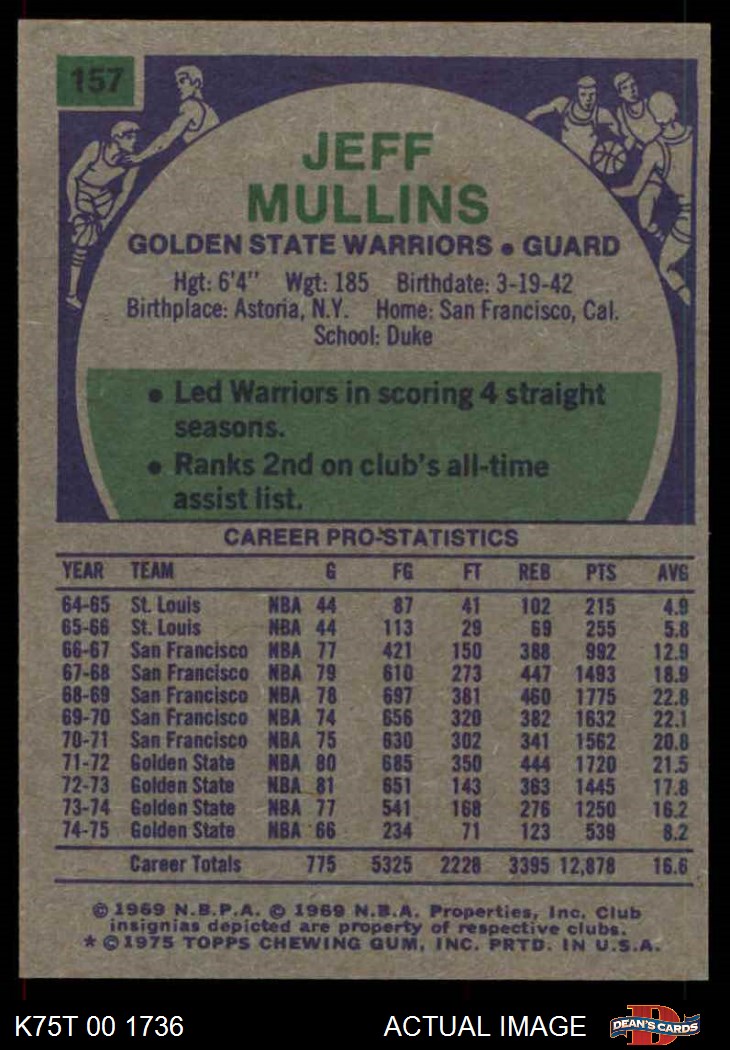 157
JEFF
MULLINS
GOLDEN STATE WARRIORS • GUARD
Hgt: 6'4" Wgt: 185 Birthdate: 3-19-42
Birthplace: Astoria, N.Y. Home: San Francisco, Cal.
School: Duke
• Led Warriors in scoring 4 straight
seasons.
• Ranks 2nd on club's all-time
assist list.
CAREER PRO-STATISTICS
YEAR TEAM G FG FT REB PTS AVG
64-65 St. Louis NBA 44 87 41 102 215 4.9
65-66 St. Louis NBA 44 113 29 69 255 5.8
66-67 San Francisco NBA 77 421 150 388 992 12.9
67-68 San Francisco NBA 79 610 273 447 1493 18.9
68-69 San Francisco NBA 78 697 381 460 1775 22.8
69-70 San Francisco NBA 74 656 320 382 1632 22.1
70-71 San Francisco NBA 75 630 302 341 1562 20.8
71-72 Golden State NBA 80 685 350 444 1720 21.5
72-73 Golden State NBA 81 651 143 363 1445 17.8
73-74 Golden State NBA 77 541 168 276 1250 16.2
74-75 Golden State NBA 66 234 71 123 539 8.2
Career Totals 775 5325 2228 3395 12,878 16.6
© 1969 N.B.P.A. © 1969 N.B.A. Properties, Inc. Club
insignias depicted are property of respective clubs.
* © 1975 TOPPS CHEWING GUM, INC. PRTD. IN U.S.A.
K75T 00 1736 ACTUAL IMAGE
D
DEAN'S CARDS